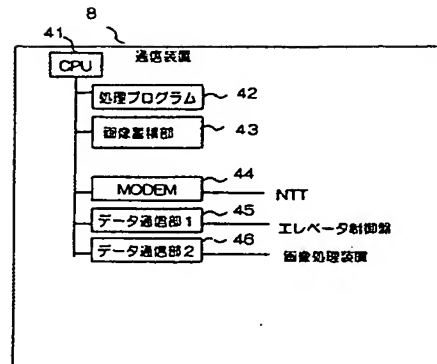 8
41
通信装置
CPU
処理プログラム 42
画像蓄積部 43
MODEM 44 NTT
データ通信部1 45 エレベータ制御盤
データ通信部2 46 画像処理装置